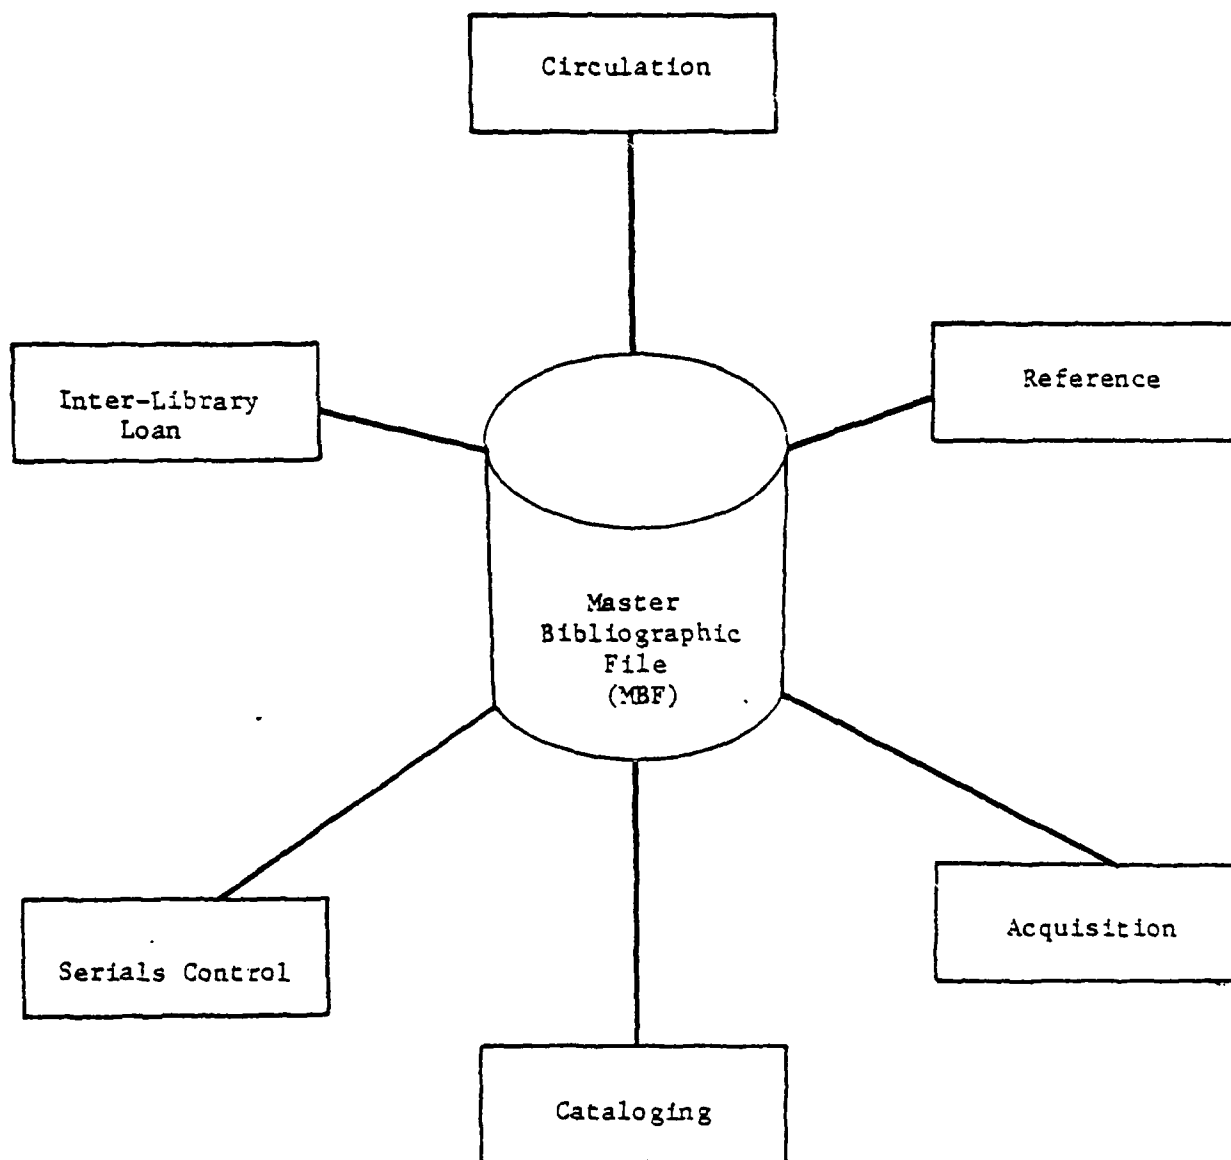 Circulation
Inter-Library
Loan
Reference
Master
Bibliographic
File
(MBF)
Serials Control
Acquisition
Cataloging